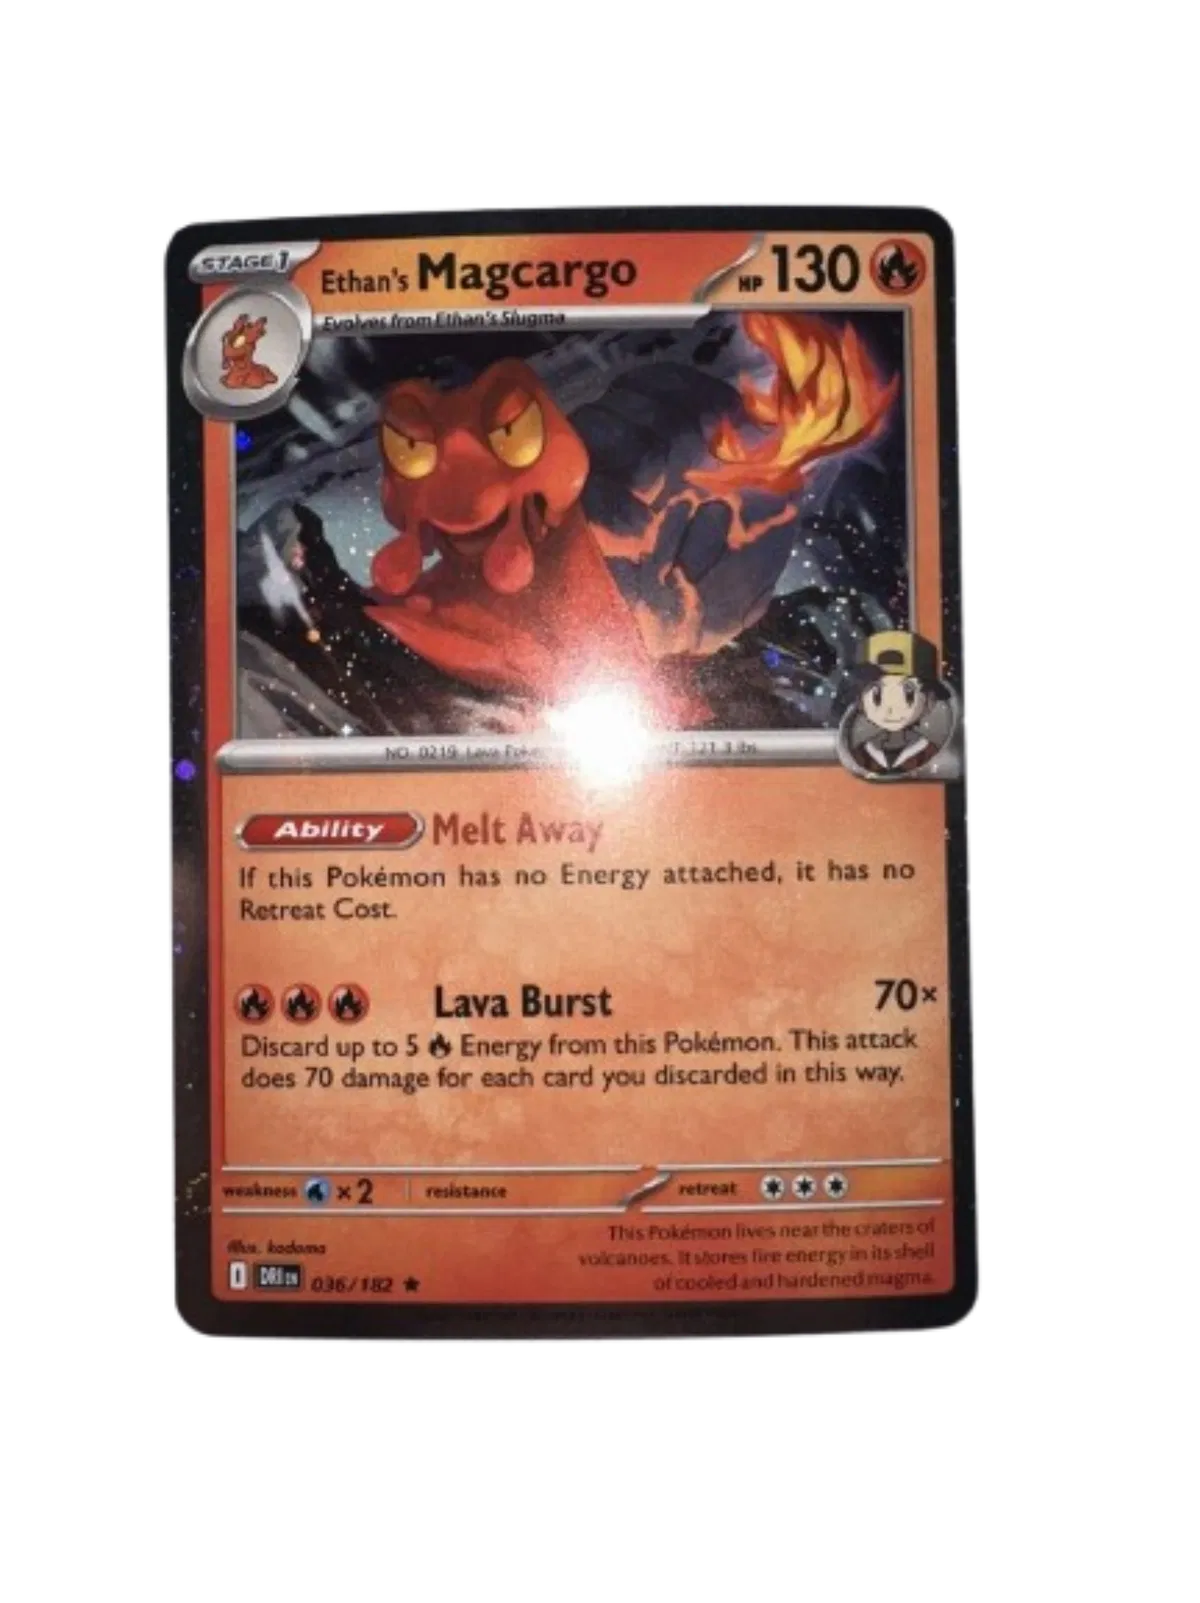 STAGE 1
Ethan's Magcargo
HP 130
Evolves from Ethan's Slugma
NO. 0219 Lava 121.3 lbs
Ability Melt Away
If this Pokémon has no Energy attached, it has no
Retreat Cost.
Lava Burst 70×
Discard up to 5 Energy from this Pokémon. This attack
does 70 damage for each card you discarded in this way.
weakness ×2 resistance retreat
This Pokémon lives near the craters of
volcanoes. It stores fire energy in its shell
of cooled and hardened magma.
Illus. kodama
I DRI EN 036/182 ★